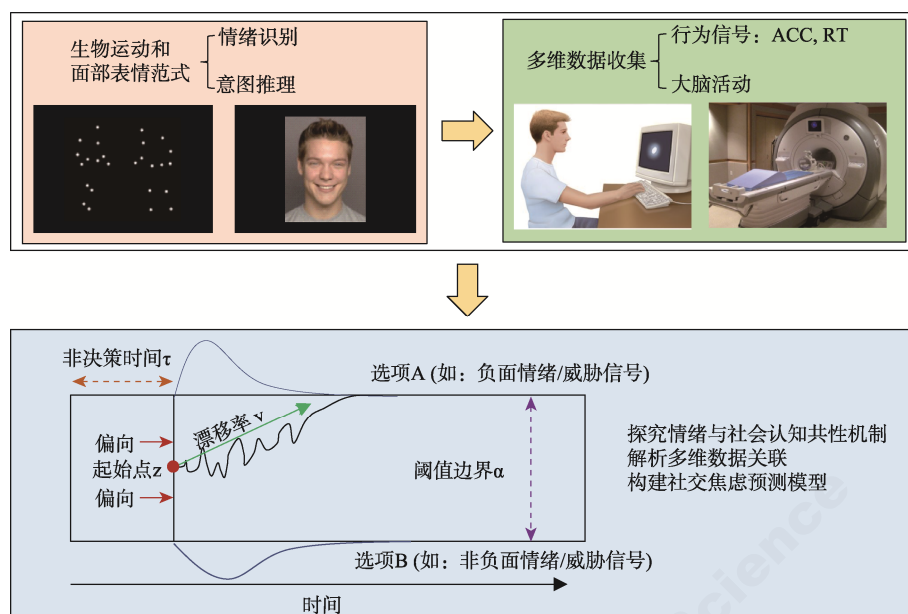 生物运动和
面部表情范式
情绪识别
意图推理
多维数据收集
行为信号：ACC, RT
大脑活动
非决策时间τ
选项A (如：负面情绪/威胁信号)
漂移率 v
偏向
起始点z
偏向
阈值边界α
探究情绪与社会认知共性机制
解析多维数据关联
构建社交焦虑预测模型
选项B (如：非负面情绪/威胁信号)
时间
cience